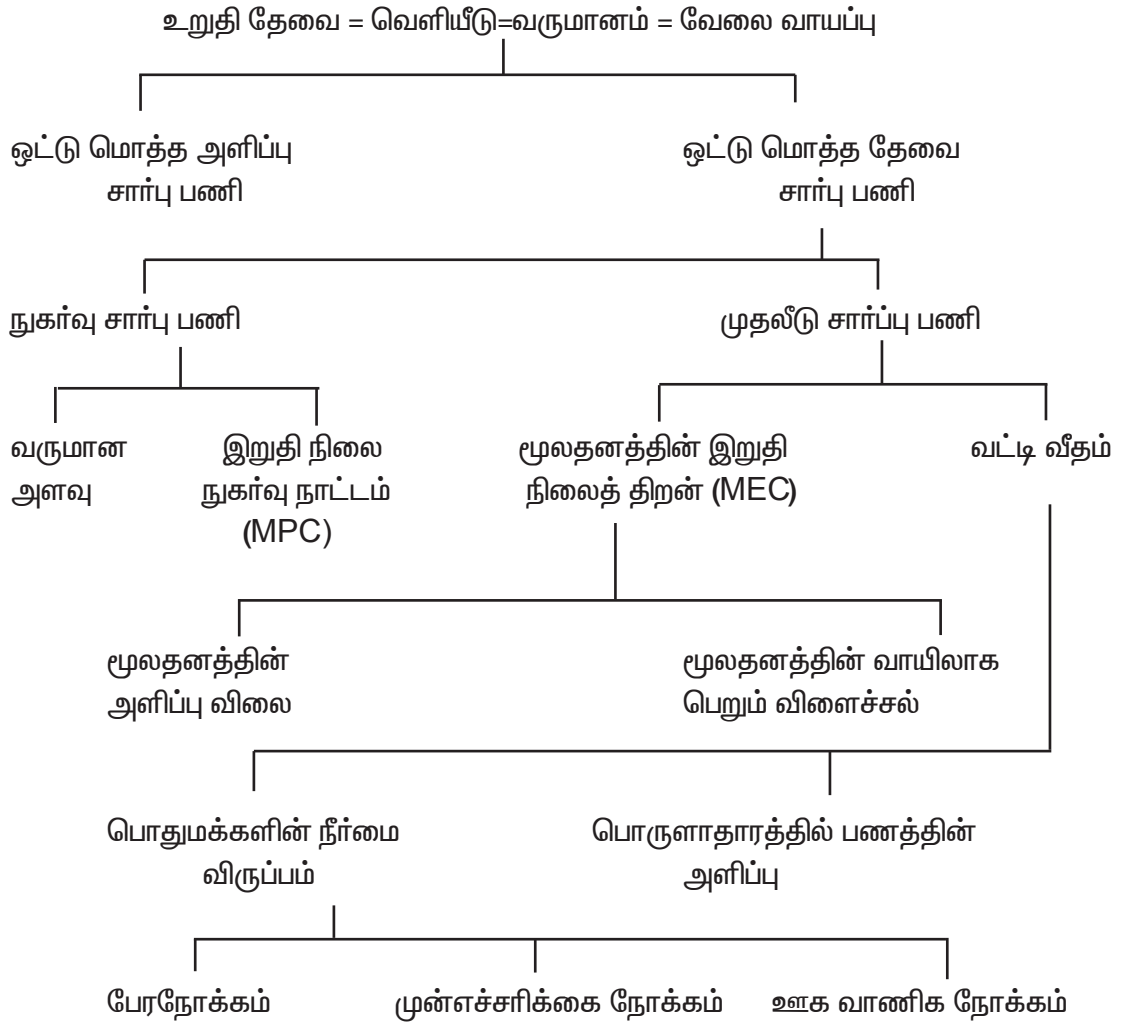 உறுதி தேவை = வெளியீடு=வருமானம் = வேலை வாயப்பு
ஒட்டு மொத்த அளிப்பு
சார்பு பணி
ஒட்டு மொத்த தேவை
சார்பு பணி
நுகர்வு சார்பு பணி
முதலீடு சார்ப்பு பணி
வருமான
அளவு
இறுதி நிலை
நுகர்வு நாட்டம்
(MPC)
மூலதனத்தின் இறுதி
நிலைத் திறன் (MEC)
வட்டி வீதம்
மூலதனத்தின்
அளிப்பு விலை
மூலதனத்தின் வாயிலாக
பெறும் விளைச்சல்
பொதுமக்களின் நீர்மை
விருப்பம்
பொருளாதாரத்தில் பணத்தின்
அளிப்பு
பேரநோக்கம்
முன்எச்சரிக்கை நோக்கம்
ஊக வாணிக நோக்கம்